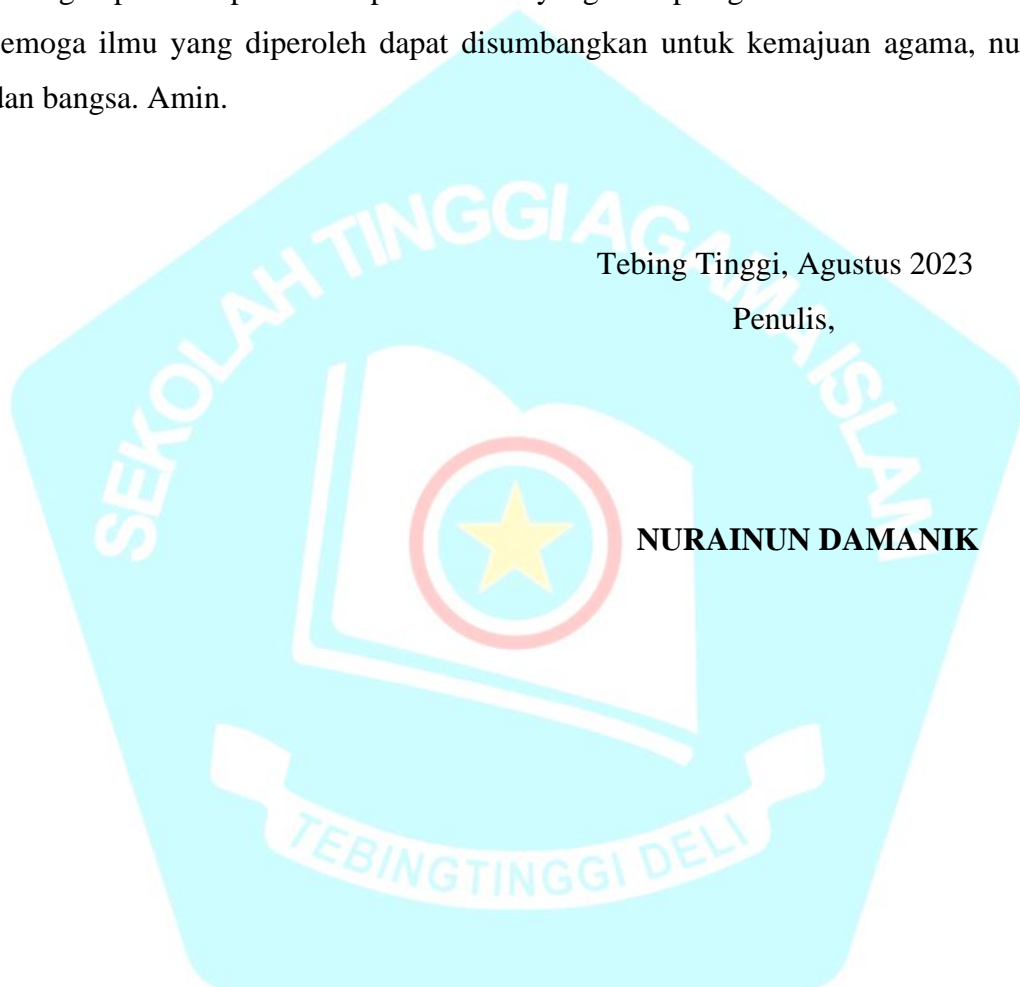 emoga ilmu yang diperoleh dapat disumbangkan untuk kemajuan agama, nu
dan bangsa. Amin.
SEKOLAH TINGGI AGAMA ISLAM
Tebing Tinggi, Agustus 2023
Penulis,
NURAINUN DAMANIK
TEBINGTINGGI DELI